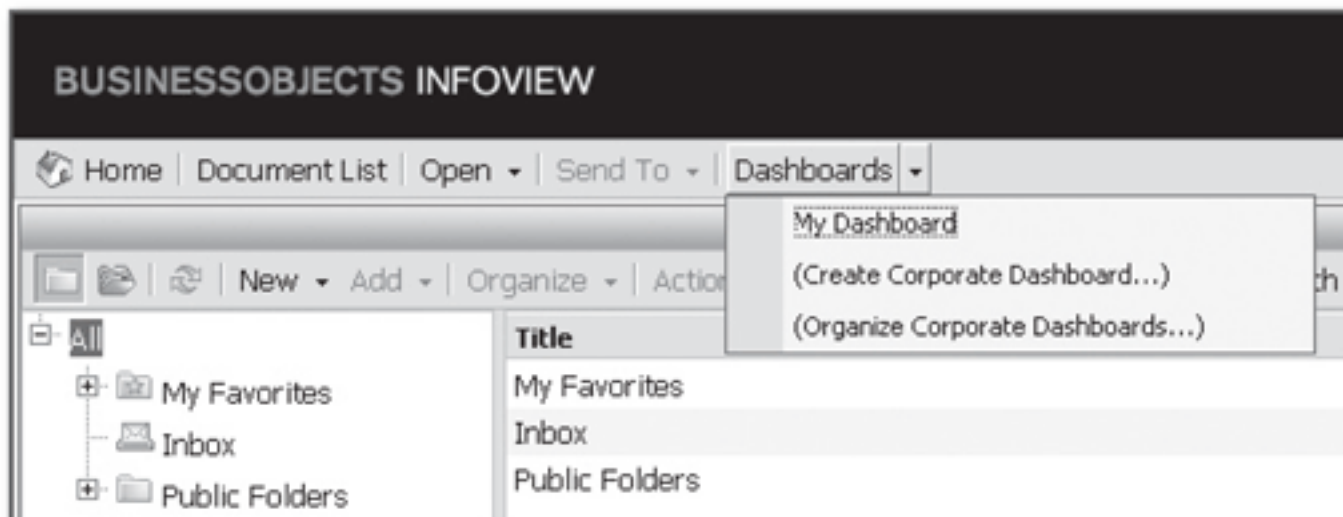 BUSINESSOBJECTS INFOVIEW
Home Document List Open Send To Dashboards
My Dashboard
(Create Corporate Dashboard...)
(Organize Corporate Dashboards...)
New Add Organize
All
My Favorites
Inbox
Public Folders
Title
My Favorites
Inbox
Public Folders